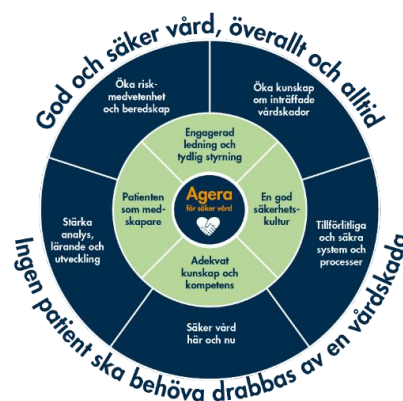 God och säker vård, överallt och alltid
Öka risk-
medvetenhet
och beredskap
Öka kunskap
om inträffade
vårdskador
Engagerad
ledning och
tydlig styrning
Patienten
som med-
skapare
Agera
för säker vård
En god
säkerhets-
kultur
Stärka
analys,
lärande och
utveckling
Tillförlitliga
och säkra
system och
processer
Adekvat
kunskap och
kompetens
Säker vård
här och nu
Ingen patient ska behöva drabbas av en vårdskada